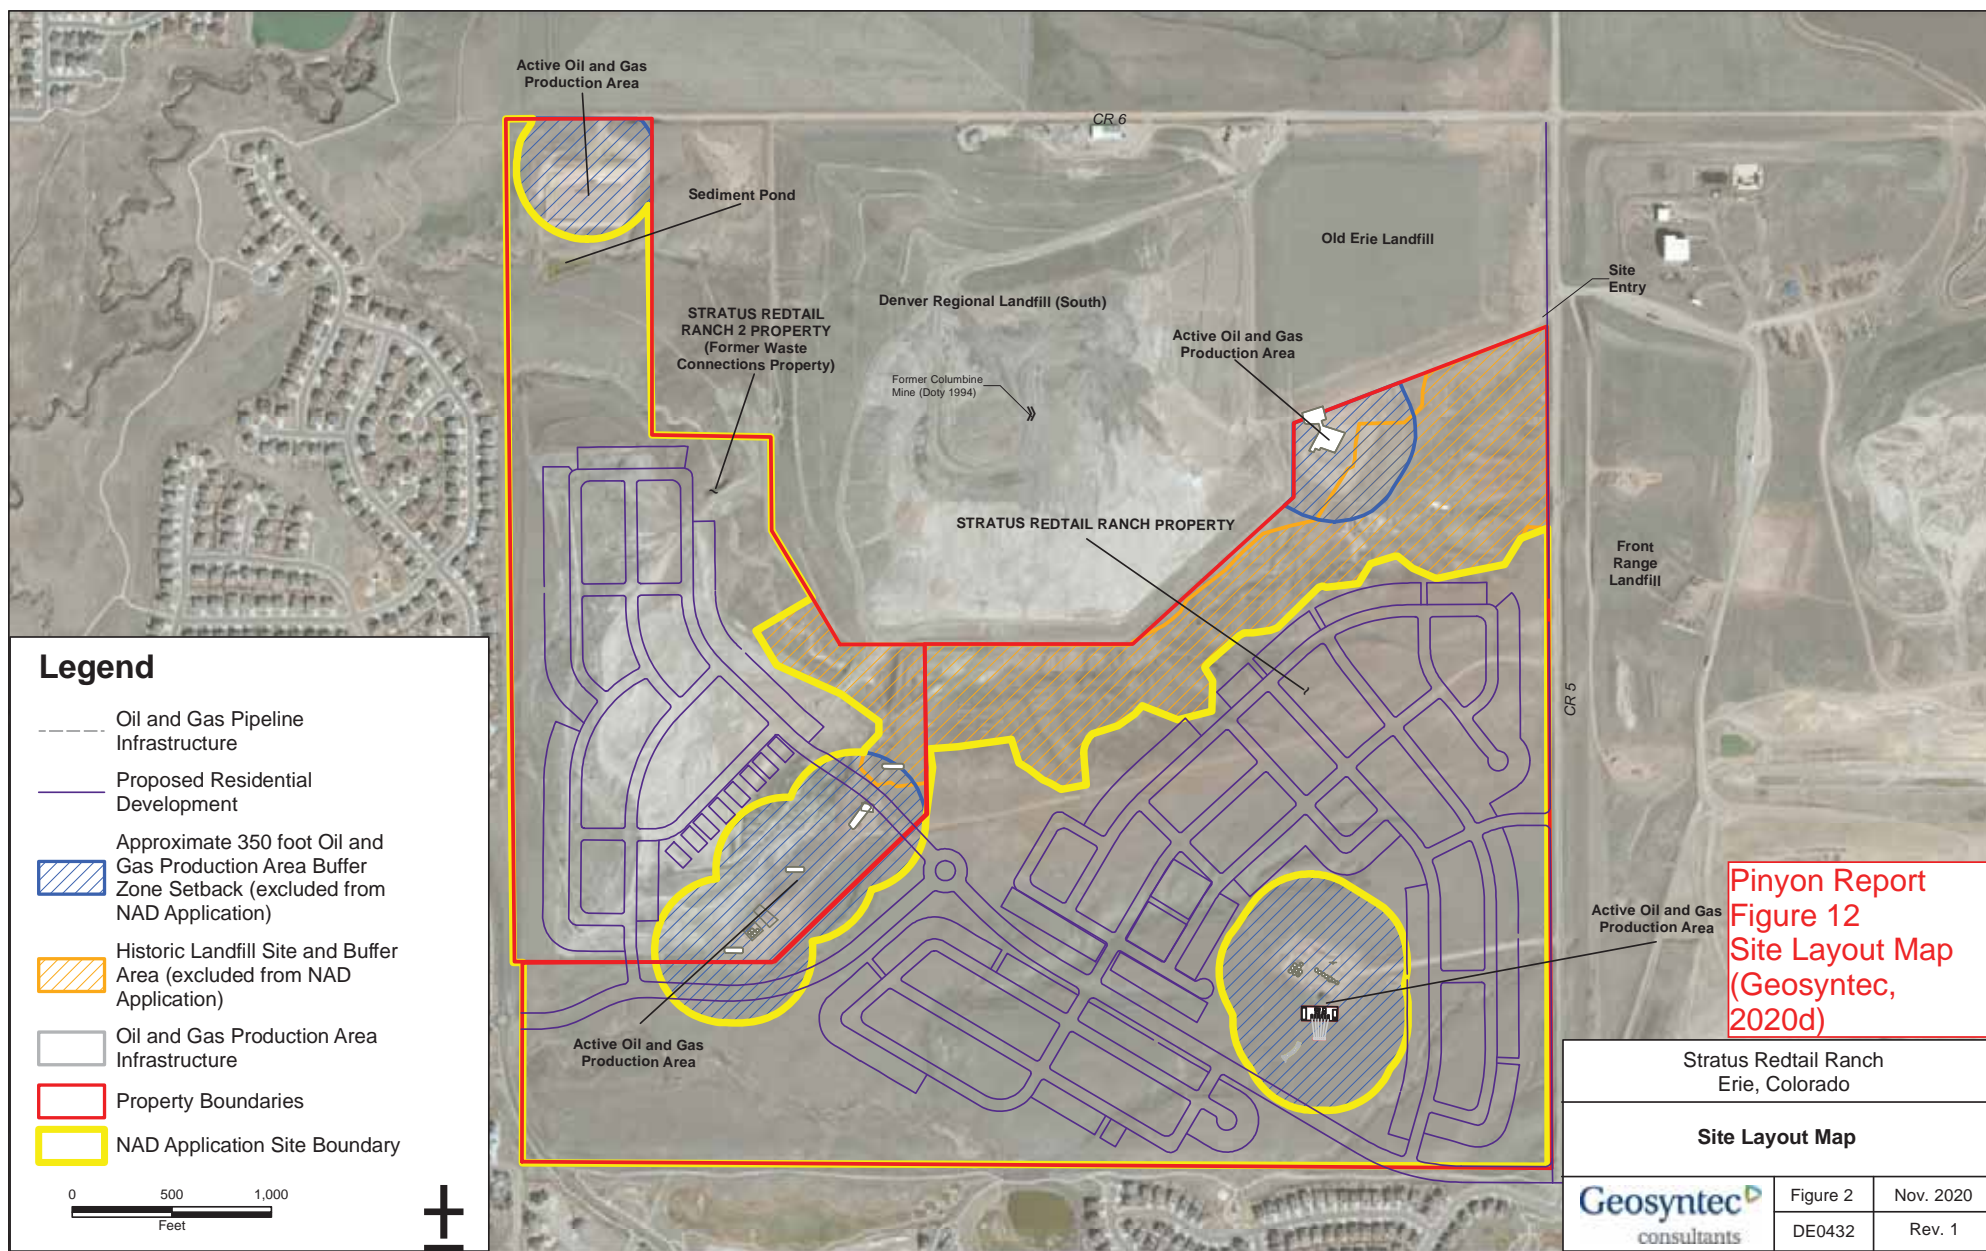 Active Oil and Gas
Production Area
CR 6
Sediment Pond
Old Erie Landfill
Site
Entry
Denver Regional Landfill (South)
STRATUS REDTAIL
RANCH 2 PROPERTY
(Former Waste
Connections Property)
Active Oil and Gas
Production Area
Former Columbine
Mine (Doty 1994)
STRATUS REDTAIL RANCH PROPERTY
Front
Range
Landfill
CR 5
Active Oil and Gas
Production Area
Active Oil and Gas
Production Area
Legend
Oil and Gas Pipeline
Infrastructure
Proposed Residential
Development
Approximate 350 foot Oil and
Gas Production Area Buffer
Zone Setback (excluded from
NAD Application)
Historic Landfill Site and Buffer
Area (excluded from NAD
Application)
Oil and Gas Production Area
Infrastructure
Property Boundaries
NAD Application Site Boundary
0 500 1,000
Feet
Pinyon Report
Figure 12
Site Layout Map
(Geosyntec,
2020d)
Stratus Redtail Ranch
Erie, Colorado
Site Layout Map
Geosyntec
consultants
Figure 2
Nov. 2020
DE0432
Rev. 1